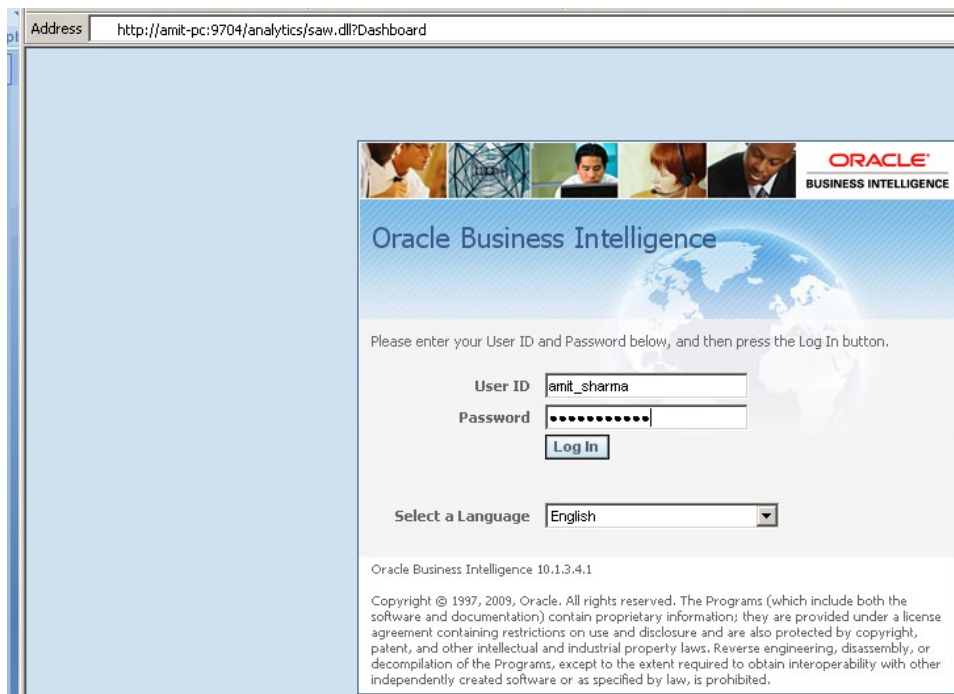 Address http://amit-pc:9704/analytics/saw.dll?Dashboard
ORACLE
BUSINESS INTELLIGENCE
Oracle Business Intelligence
Please enter your User ID and Password below, and then press the Log In button.
User ID amit_sharma
Password •••••••••••
Log In
Select a Language English
Oracle Business Intelligence 10.1.3.4.1
Copyright © 1997, 2009, Oracle. All rights reserved. The Programs (which include both the
software and documentation) contain proprietary information; they are provided under a license
agreement containing restrictions on use and disclosure and are also protected by copyright,
patent, and other intellectual and industrial property laws. Reverse engineering, disassembly, or
decompilation of the Programs, except to the extent required to obtain interoperability with other
independently created software or as specified by law, is prohibited.